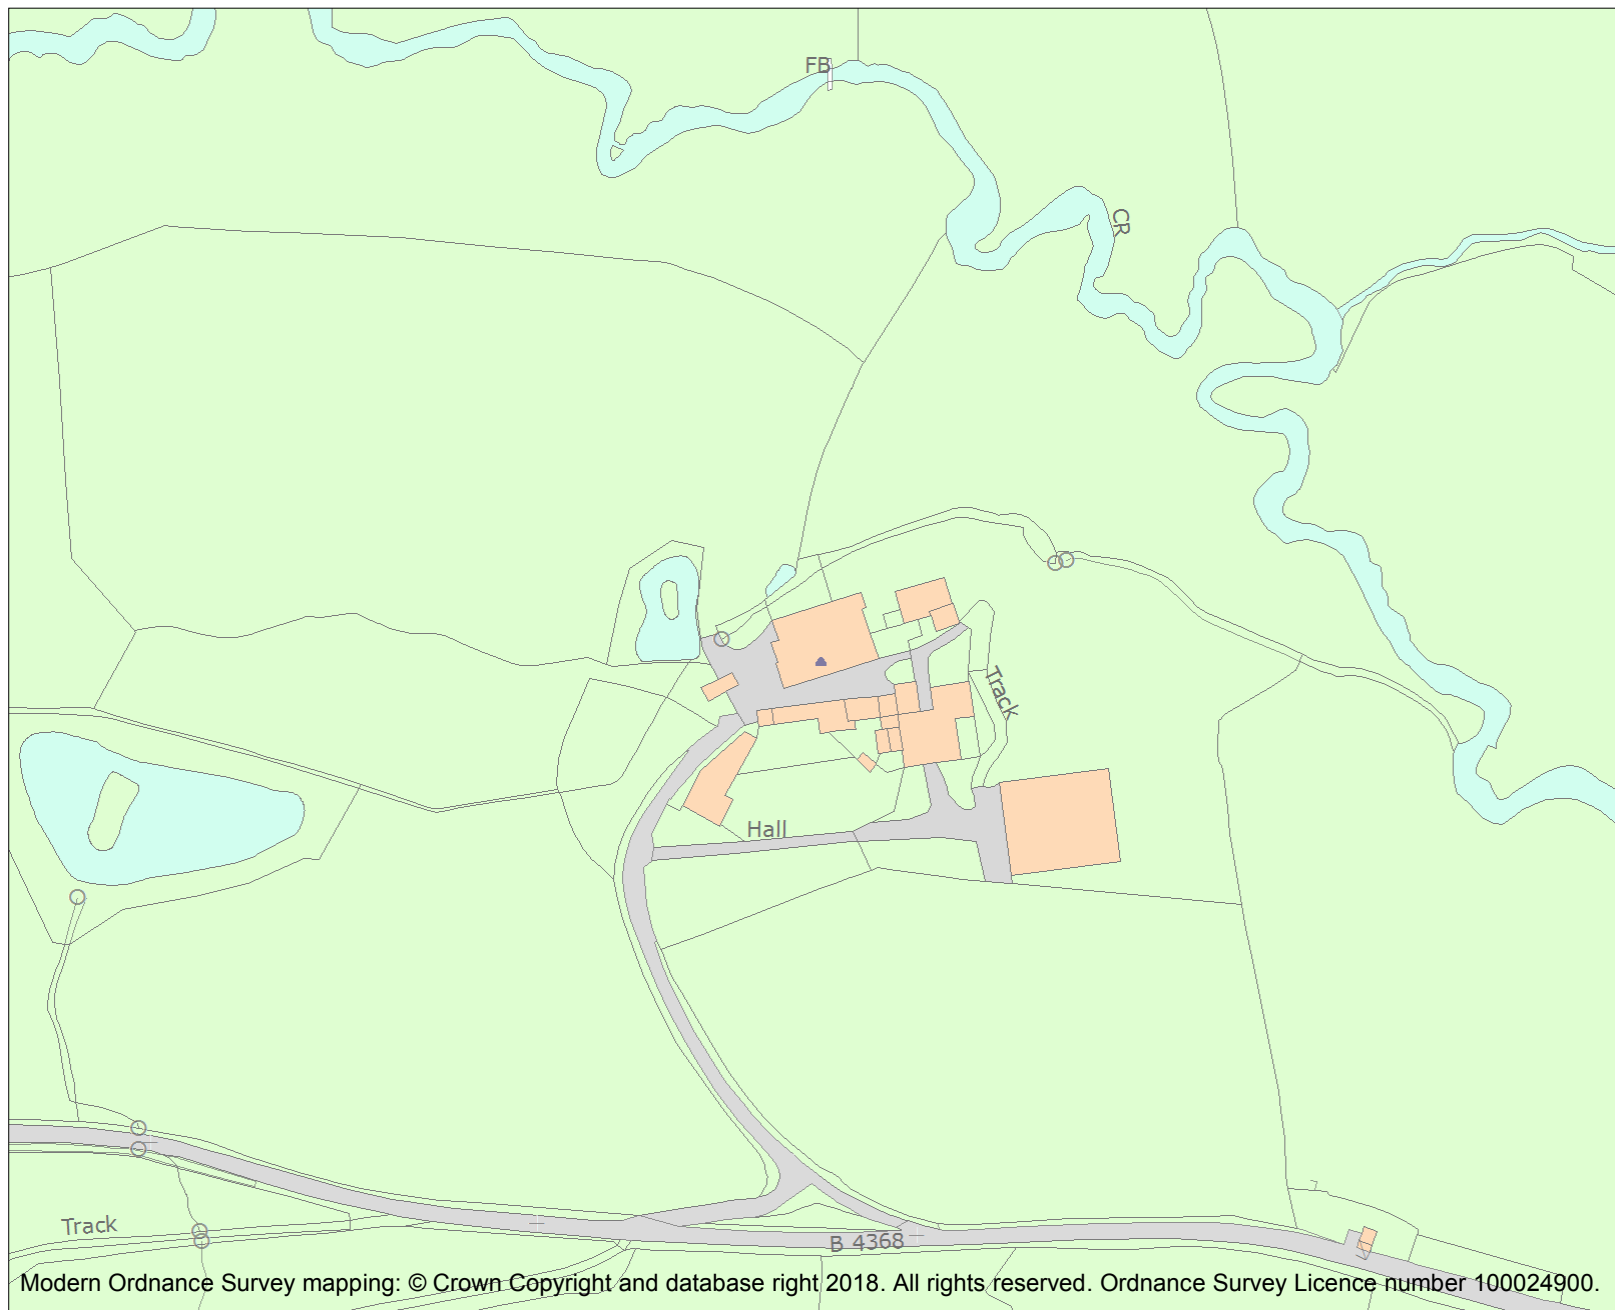 FB
CR
Track
Hall
Track
B 4368
Modern Ordnance Survey mapping: © Crown Copyright and database right 2018. All rights reserved. Ordnance Survey Licence number 100024900.